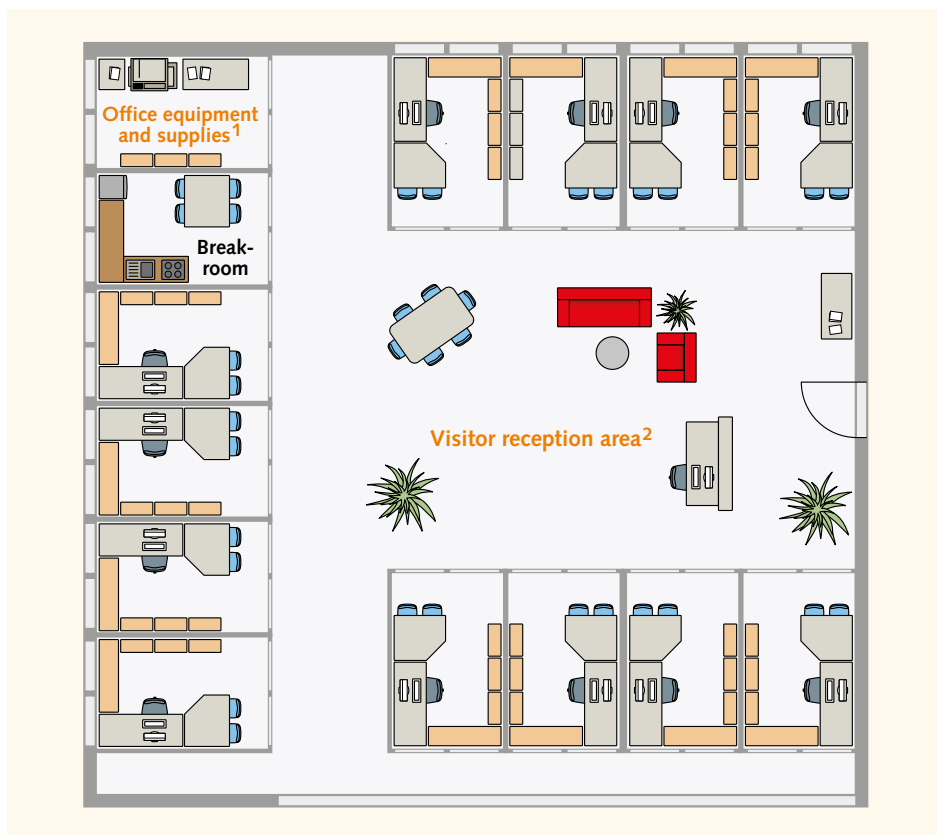 Office equipment
and supplies¹
Break-
room
Visitor reception area²